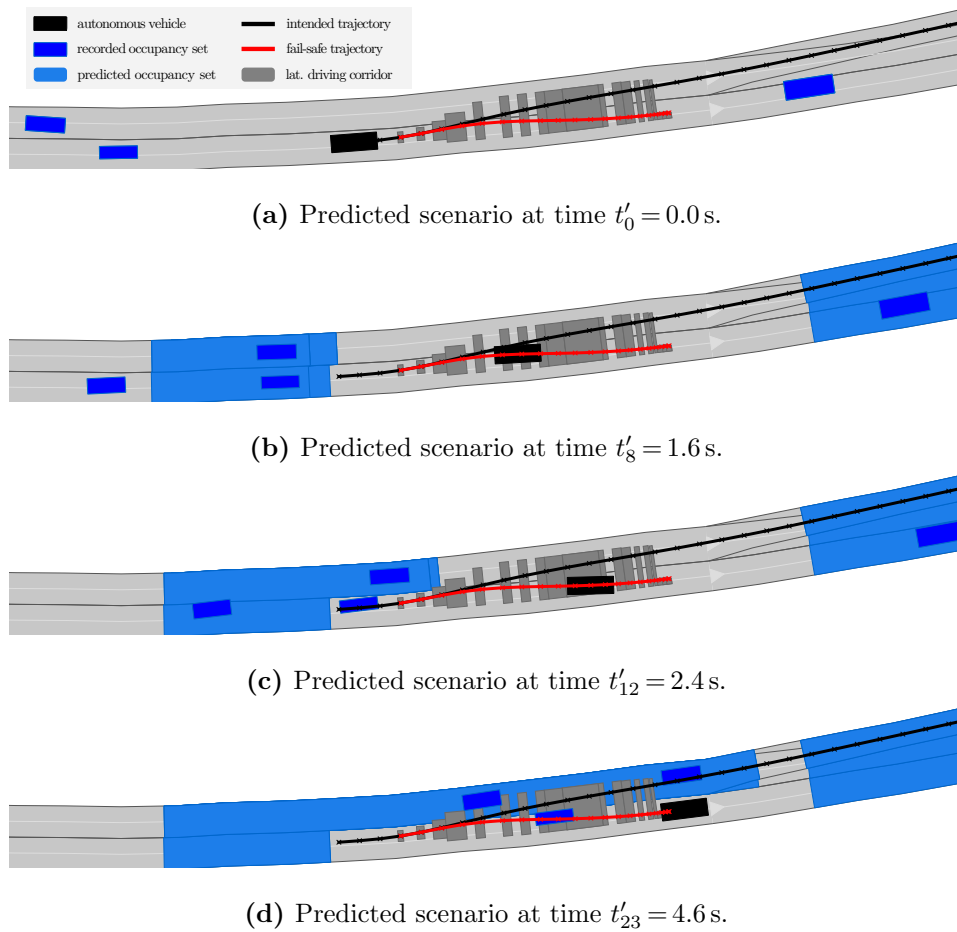 autonomous vehicle
intended trajectory
recorded occupancy set
fail-safe trajectory
predicted occupancy set
lat. driving corridor
(a) Predicted scenario at time t′₀ = 0.0 s.
(b) Predicted scenario at time t′₈ = 1.6 s.
(c) Predicted scenario at time t′₁₂ = 2.4 s.
(d) Predicted scenario at time t′₂₃ = 4.6 s.